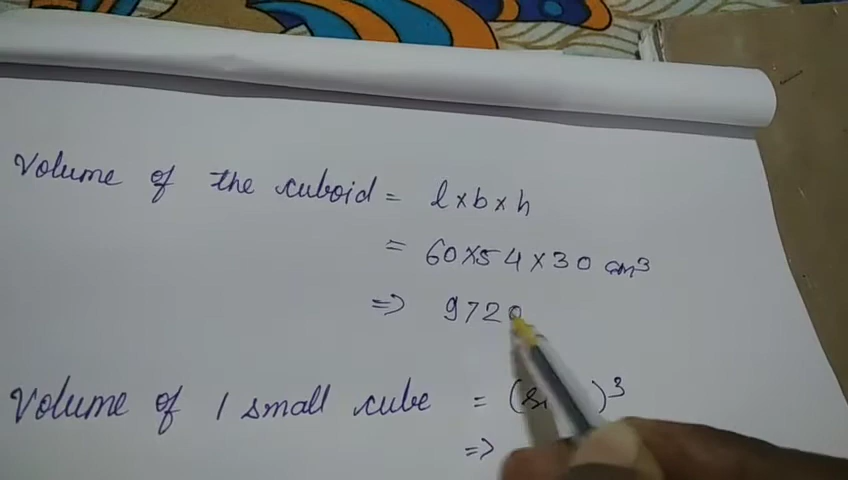 Volume of the cuboid = l×b×h
= 60×54×30 cm³
=> 9720
Volume of 1 small cube = ( )³
=>